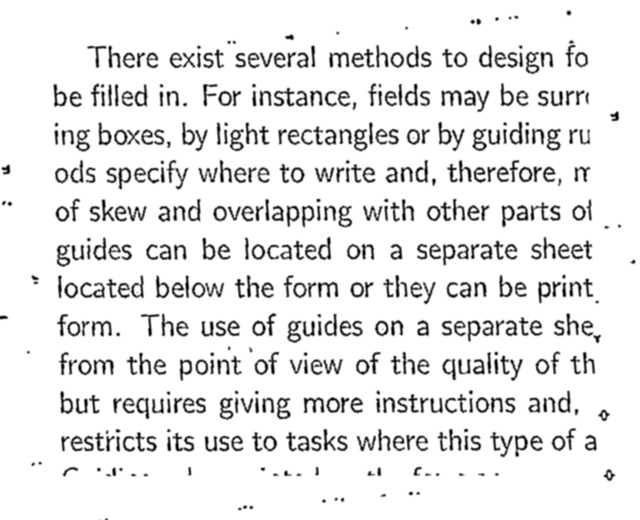 There exist several methods to design fo
be filled in. For instance, fields may be surr
ing boxes, by light rectangles or by guiding ru
ods specify where to write and, therefore, m
of skew and overlapping with other parts of
guides can be located on a separate sheet
located below the form or they can be print
form. The use of guides on a separate she
from the point of view of the quality of th
but requires giving more instructions and,
restricts its use to tasks where this type of a